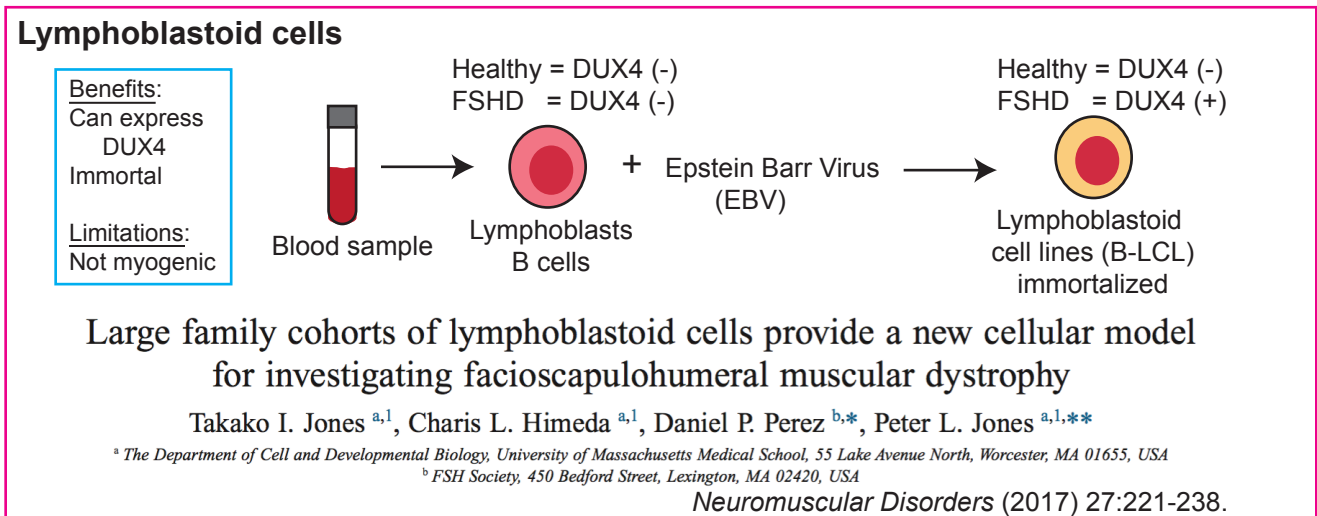 Lymphoblastoid cells
Benefits:
Can express
DUX4
Immortal
Limitations:
Not myogenic
Blood sample
Healthy = DUX4 (-)
FSHD = DUX4 (-)
Lymphoblasts
B cells
+
Epstein Barr Virus
(EBV)
Healthy = DUX4 (-)
FSHD = DUX4 (+)
Lymphoblastoid
cell lines (B-LCL)
immortalized
Large family cohorts of lymphoblastoid cells provide a new cellular model
for investigating facioscapulohumeral muscular dystrophy
Takako I. Jones a,1, Charis L. Himeda a,1, Daniel P. Perez b,*, Peter L. Jones a,1,**
a The Department of Cell and Developmental Biology, University of Massachusetts Medical School, 55 Lake Avenue North, Worcester, MA 01655, USA
b FSH Society, 450 Bedford Street, Lexington, MA 02420, USA
Neuromuscular Disorders (2017) 27:221-238.